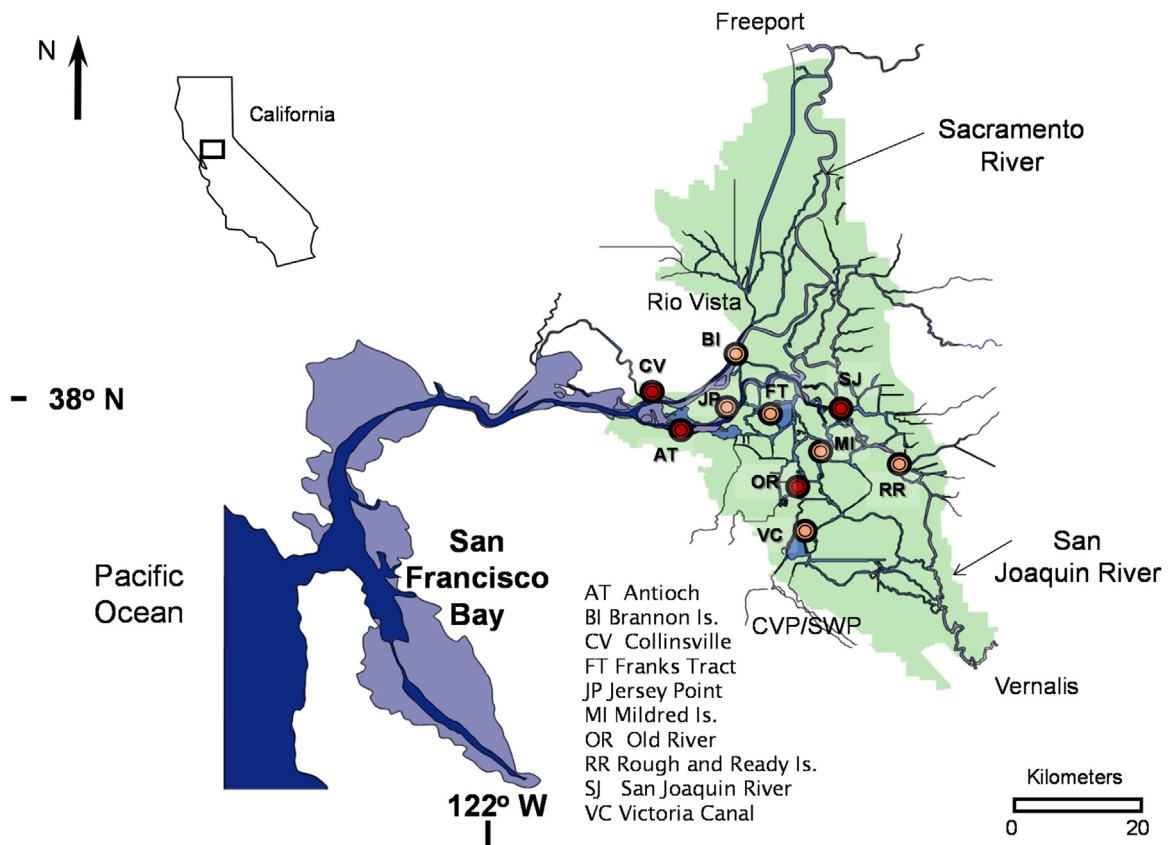 Freeport
N
California
Sacramento
River
Rio Vista
BI
CV
38o N
JP
FT
SJ
AT
MI
OR
RR
VC
San
Francisco
Bay
Pacific
Ocean
San
Joaquin River
CVP/SWP
Vernalis
AT Antioch
BI Brannon Is.
CV Collinsville
FT Franks Tract
JP Jersey Point
MI Mildred Is.
OR Old River
RR Rough and Ready Is.
SJ San Joaquin River
VC Victoria Canal
122o W
Kilometers
0 20